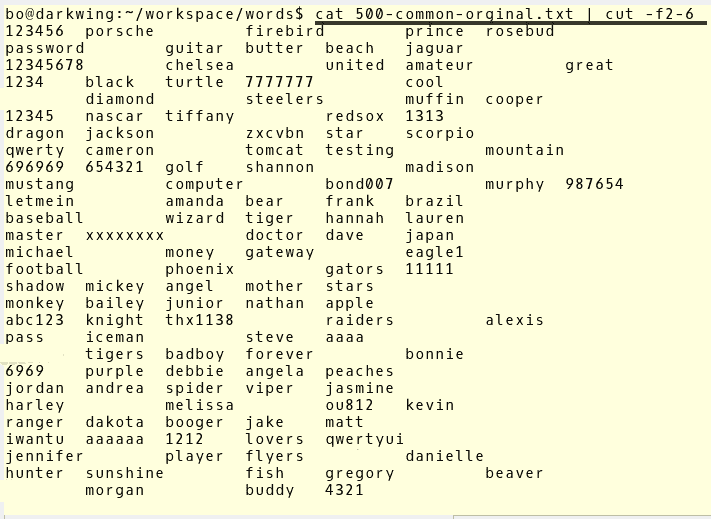 bo@darkwing:~/workspace/words$ cat 500-common-orginal.txt | cut -f2-6
123456 porsche firebird prince rosebud
password guitar butter beach jaguar
12345678 chelsea united amateur great
1234 black turtle 7777777 cool
diamond steelers muffin cooper
12345 nascar tiffany redsox 1313
dragon jackson zxcvbn star scorpio
qwerty cameron tomcat testing mountain
696969 654321 golf shannon madison
mustang computer bond007 murphy 987654
letmein amanda bear frank brazil
baseball wizard tiger hannah lauren
master xxxxxxxx doctor dave japan
michael money gateway eagle1
football phoenix gators 11111
shadow mickey angel mother stars
monkey bailey junior nathan apple
abc123 knight thx1138 raiders alexis
pass iceman steve aaaa
tigers badboy forever bonnie
6969 purple debbie angela peaches
jordan andrea spider viper jasmine
harley melissa ou812 kevin
ranger dakota booger jake matt
iwantu aaaaaa 1212 lovers qwertyui
jennifer player flyers danielle
hunter sunshine fish gregory beaver
morgan buddy 4321